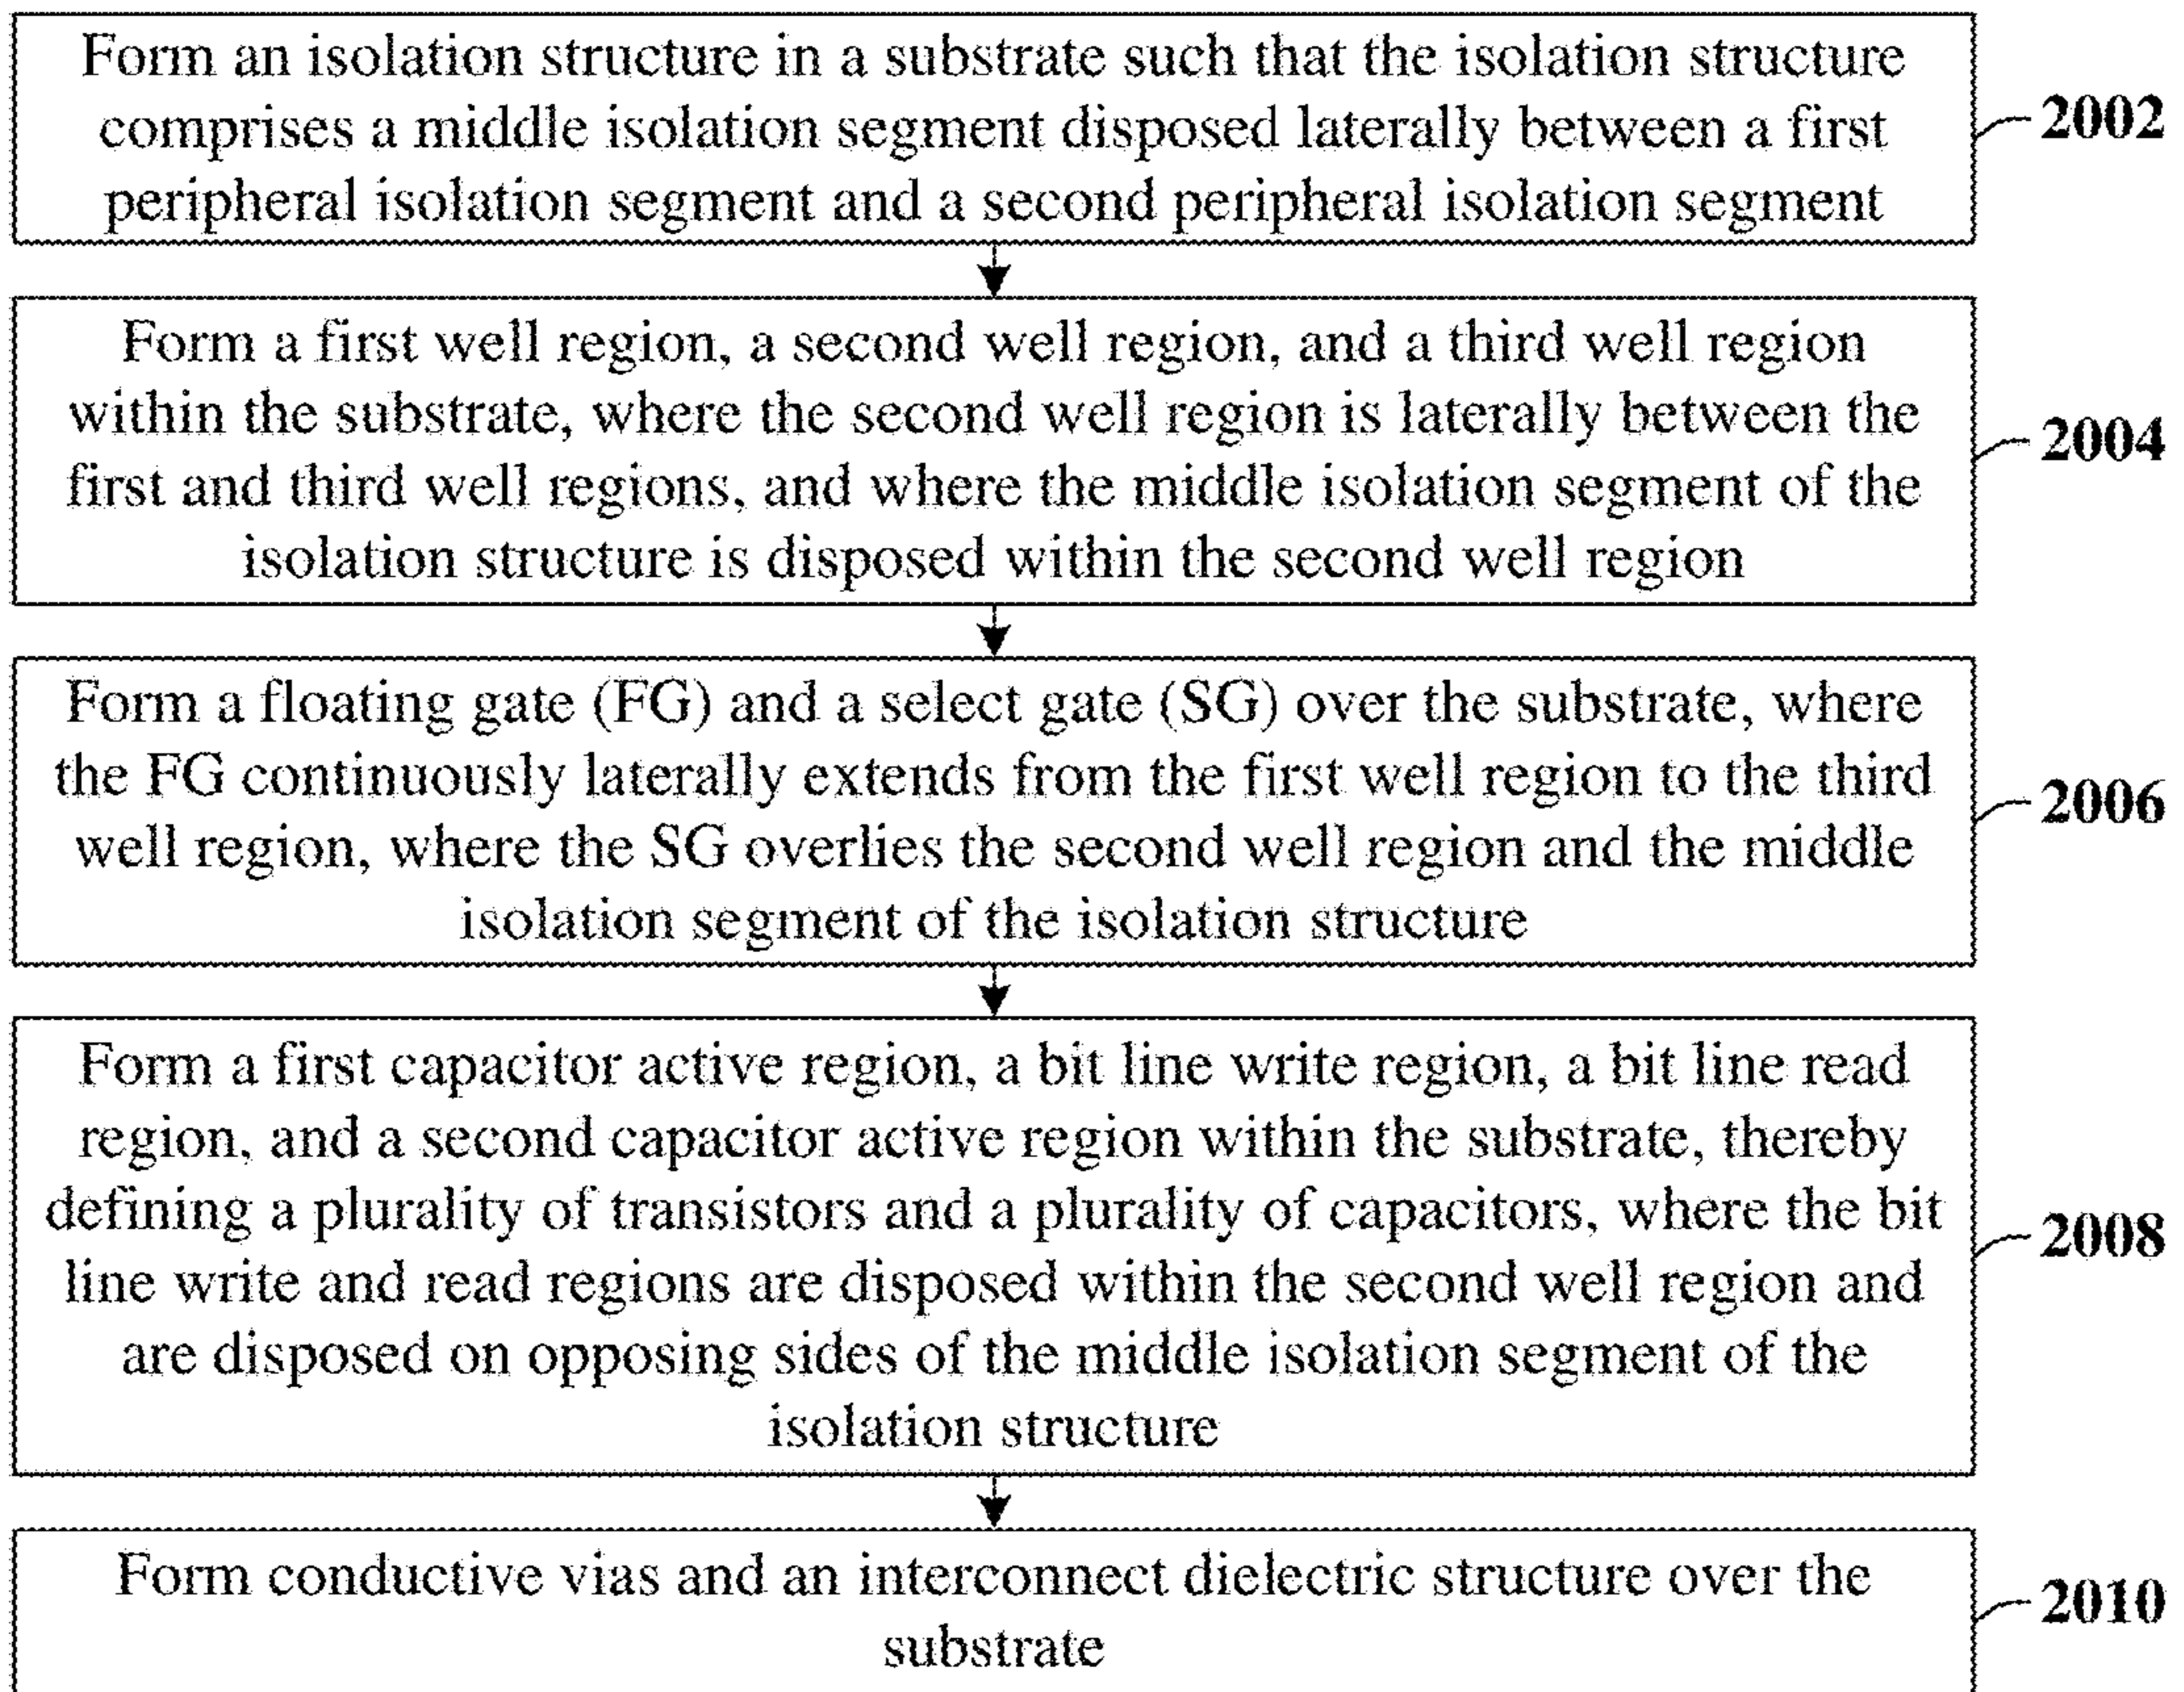 Form an isolation structure in a substrate such that the isolation structure
comprises a middle isolation segment disposed laterally between a first
peripheral isolation segment and a second peripheral isolation segment
2002
Form a first well region, a second well region, and a third well region
within the substrate, where the second well region is laterally between the
first and third well regions, and where the middle isolation segment of the
isolation structure is disposed within the second well region
2004
Form a floating gate (FG) and a select gate (SG) over the substrate, where
the FG continuously laterally extends from the first well region to the third
well region, where the SG overlies the second well region and the middle
isolation segment of the isolation structure
2006
Form a first capacitor active region, a bit line write region, a bit line read
region, and a second capacitor active region within the substrate, thereby
defining a plurality of transistors and a plurality of capacitors, where the bit
line write and read regions are disposed within the second well region and
are disposed on opposing sides of the middle isolation segment of the
isolation structure
2008
Form conductive vias and an interconnect dielectric structure over the
substrate
2010